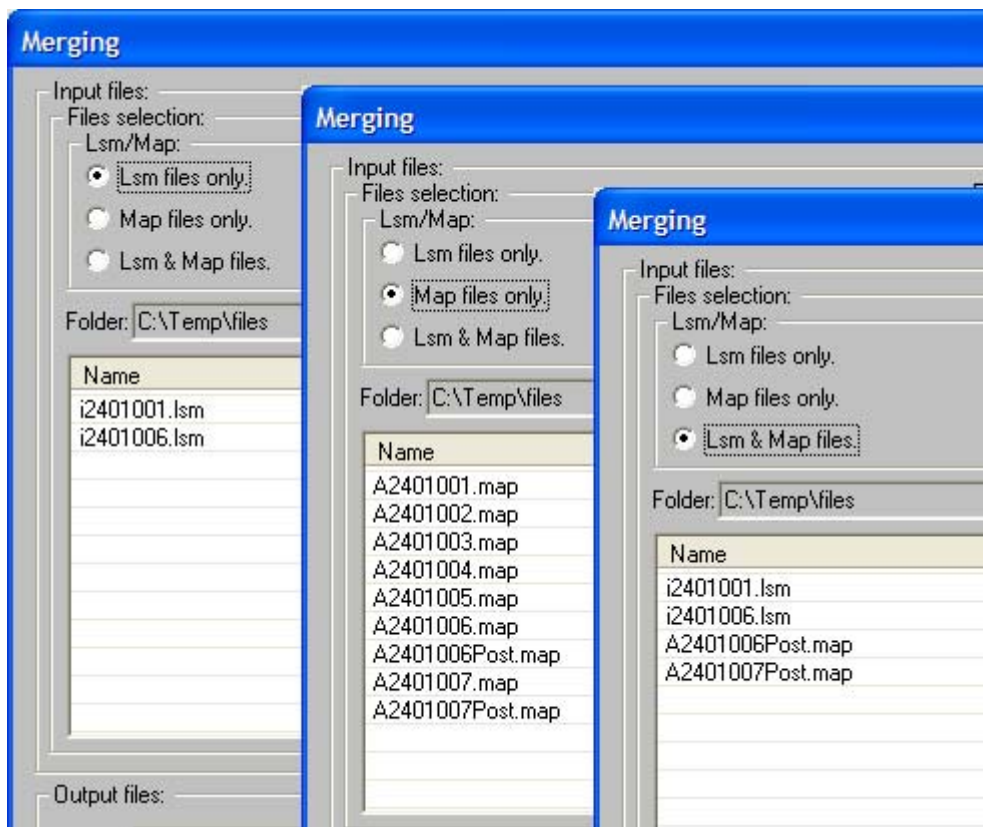 Merging
Input files:
Files selection:
Lsm/Map:
Lsm files only.
Map files only.
Lsm & Map files.
Folder: C:\Temp\files
Name
i2401001.lsm
i2401006.lsm
Output files:
Merging
Input files:
Files selection:
Lsm/Map:
Lsm files only.
Map files only.
Lsm & Map files.
Folder: C:\Temp\files
Name
A2401001.map
A2401002.map
A2401003.map
A2401004.map
A2401005.map
A2401006.map
A2401006Post.map
A2401007.map
A2401007Post.map
Merging
Input files:
Files selection:
Lsm/Map:
Lsm files only.
Map files only.
Lsm & Map files.
Folder: C:\Temp\files
Name
i2401001.lsm
i2401006.lsm
A2401006Post.map
A2401007Post.map